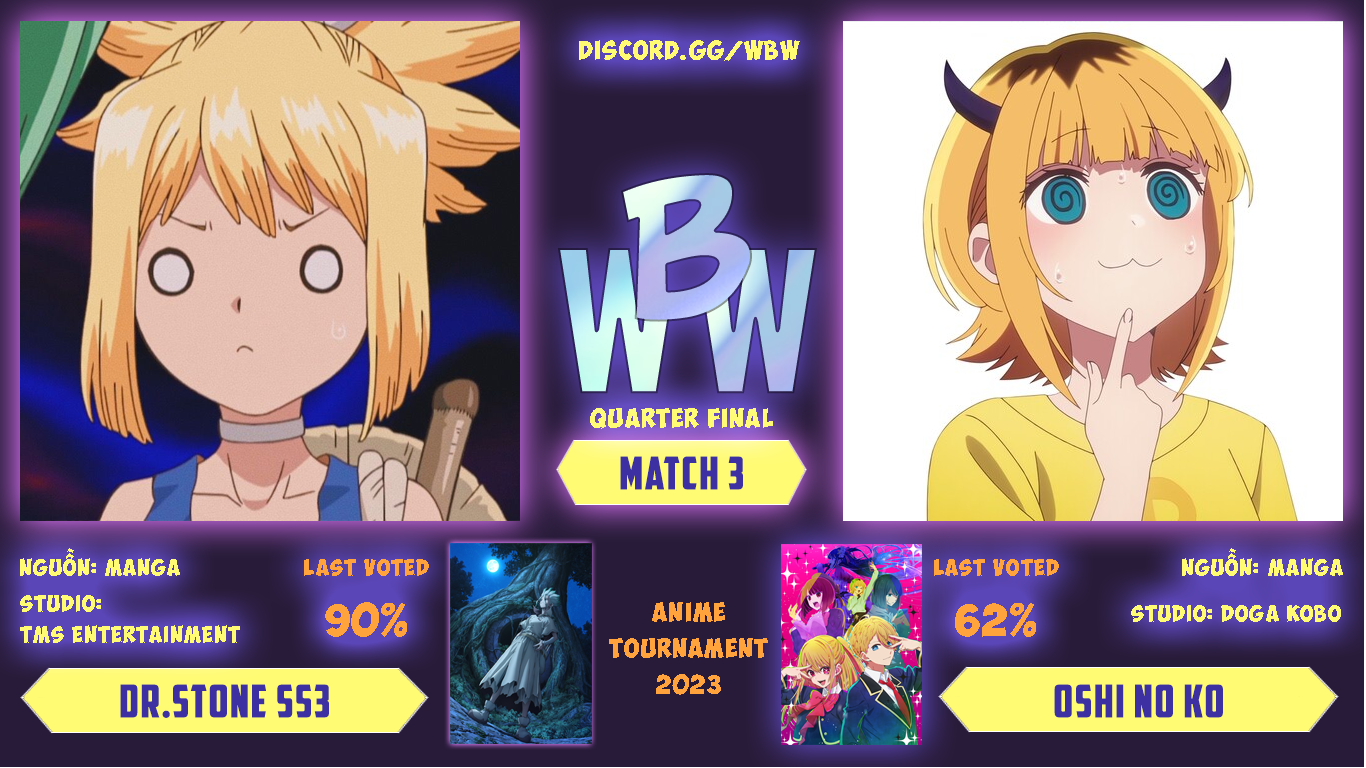 DISCORD.GG/WBW
WBW
QUARTER FINAL
MATCH 3
NGUỒN: MANGA
STUDIO:
TMS ENTERTAINMENT
LAST VOTED
90%
DR.STONE SS3
ANIME
TOURNAMENT
2023
LAST VOTED
62%
NGUỒN: MANGA
STUDIO: DOGA KOBO
OSHI NO KO